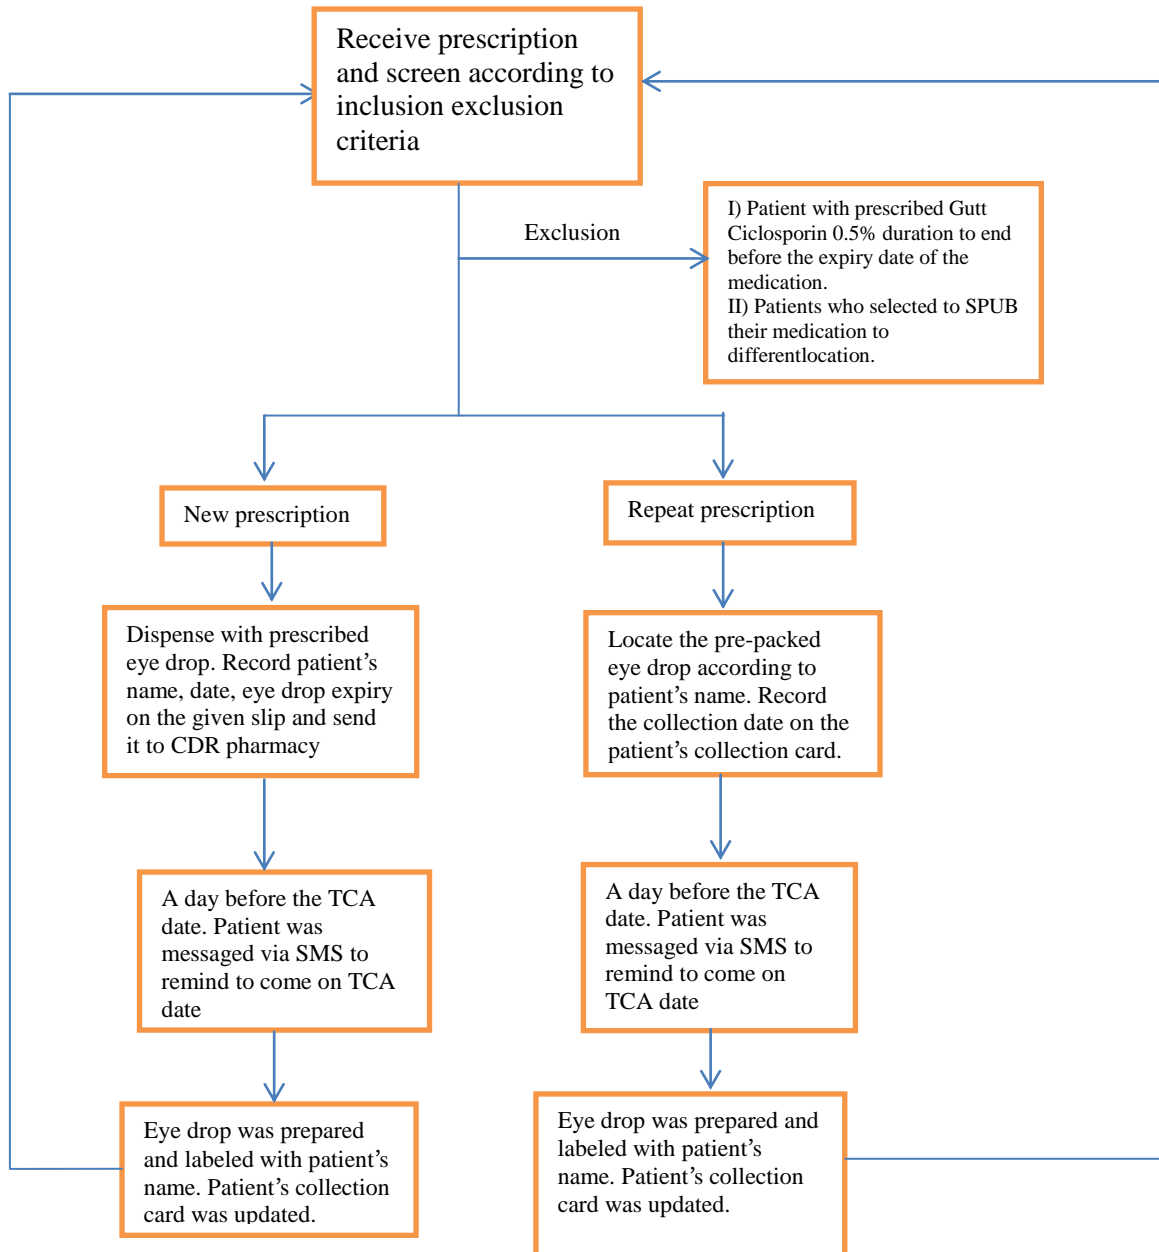 Receive prescription
and screen according to
inclusion exclusion
criteria
Exclusion
I) Patient with prescribed Gutt
Ciclosporin 0.5% duration to end
before the expiry date of the
medication.
II) Patients who selected to SPUB
their medication to
differentlocation.
New prescription
Repeat prescription
Dispense with prescribed
eye drop. Record patient’s
name, date, eye drop expiry
on the given slip and send
it to CDR pharmacy
Locate the pre-packed
eye drop according to
patient’s name. Record
the collection date on the
patient’s collection card.
A day before the TCA
date. Patient was
messaged via SMS to
remind to come on TCA
date
A day before the TCA
date. Patient was
messaged via SMS to
remind to come on
TCA date
Eye drop was prepared
and labeled with patient’s
name. Patient’s collection
card was updated.
Eye drop was prepared and
labeled with patient’s
name. Patient’s collection
card was updated.